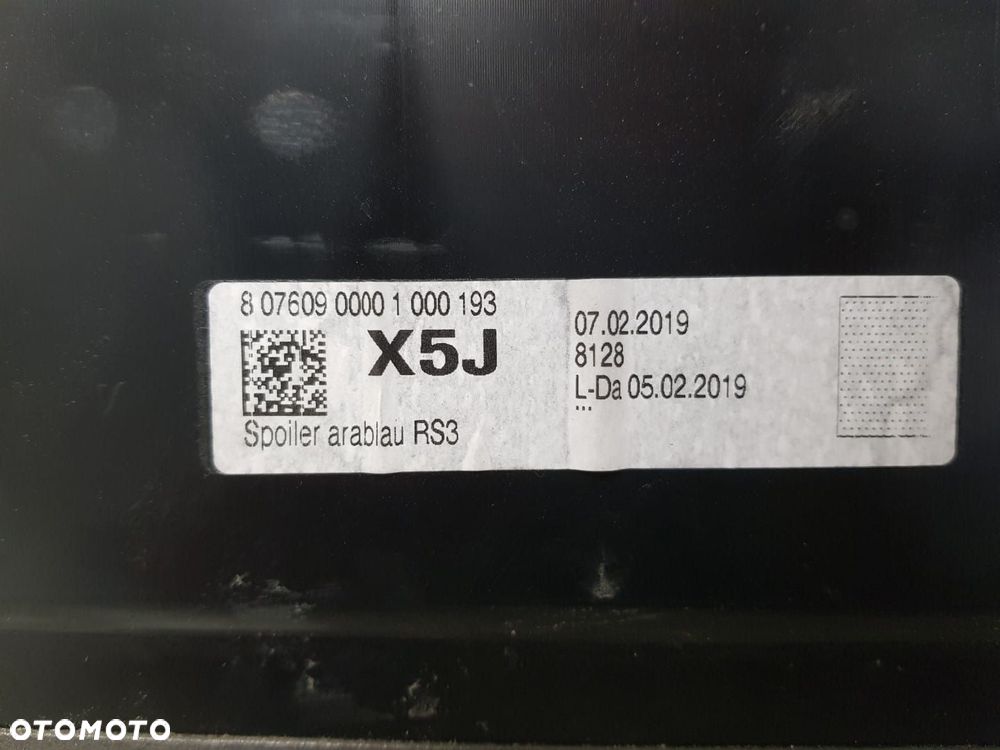 8 07609 0000 1 000 193
X5J
Spoiler arablau RS3
07.02.2019
8128
L-Da 05.02.2019
...
OTOMOTO